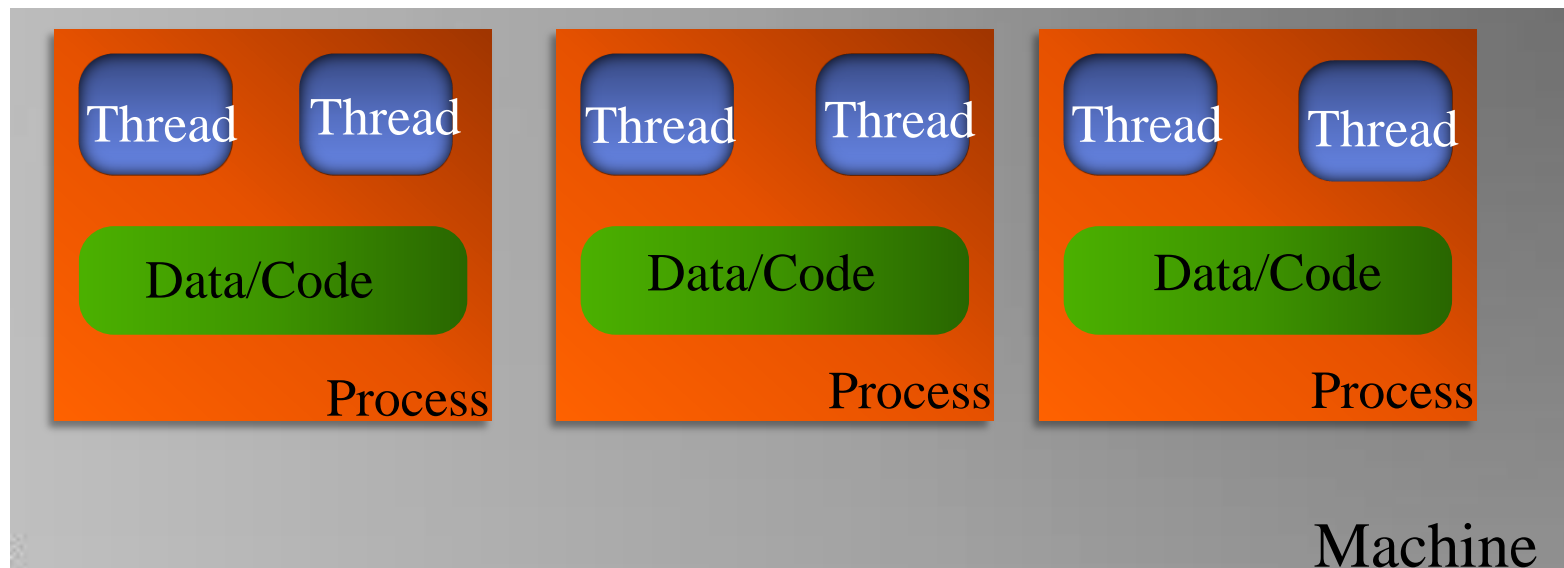 Thread Thread Thread Thread Thread Thread
Data/Code Data/Code Data/Code
Process Process Process
Machine